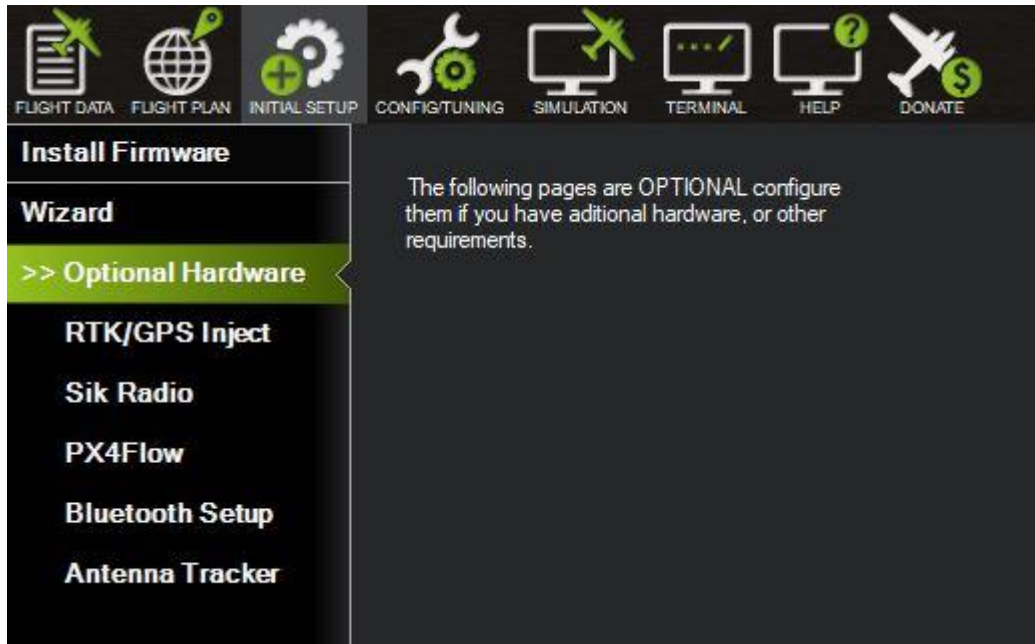 FLIGHT DATA FLIGHT PLAN INITIAL SETUP CONFIG/TUNING SIMULATION TERMINAL HELP DONATE
Install Firmware
Wizard
>> Optional Hardware
RTK/GPS Inject
Sik Radio
PX4Flow
Bluetooth Setup
Antenna Tracker
The following pages are OPTIONAL configure
them if you have aditional hardware, or other
requirements.